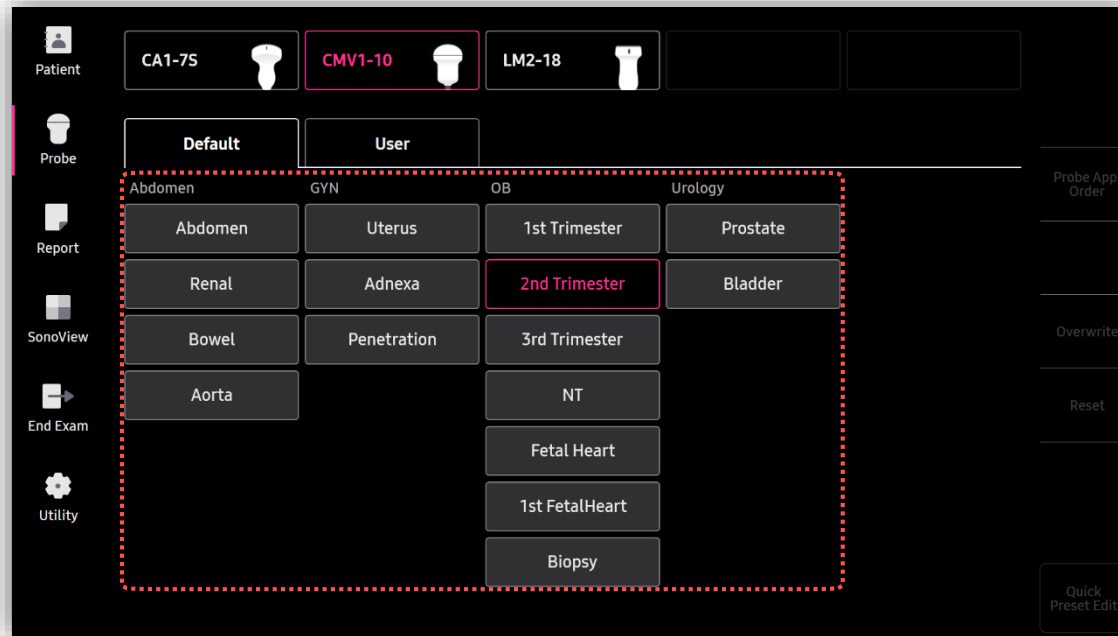 Patient
Probe
Report
SonoView
End Exam
Utility
CA1-7S
CMV1-10
LM2-18
Default
User
Abdomen
GYN
OB
Urology
Abdomen
Uterus
1st Trimester
Prostate
Renal
Adnexa
2nd Trimester
Bladder
Bowel
Penetration
3rd Trimester
Aorta
NT
Fetal Heart
1st FetalHeart
Biopsy
Probe App
Order
Overwrite
Reset
Quick
Preset Edit